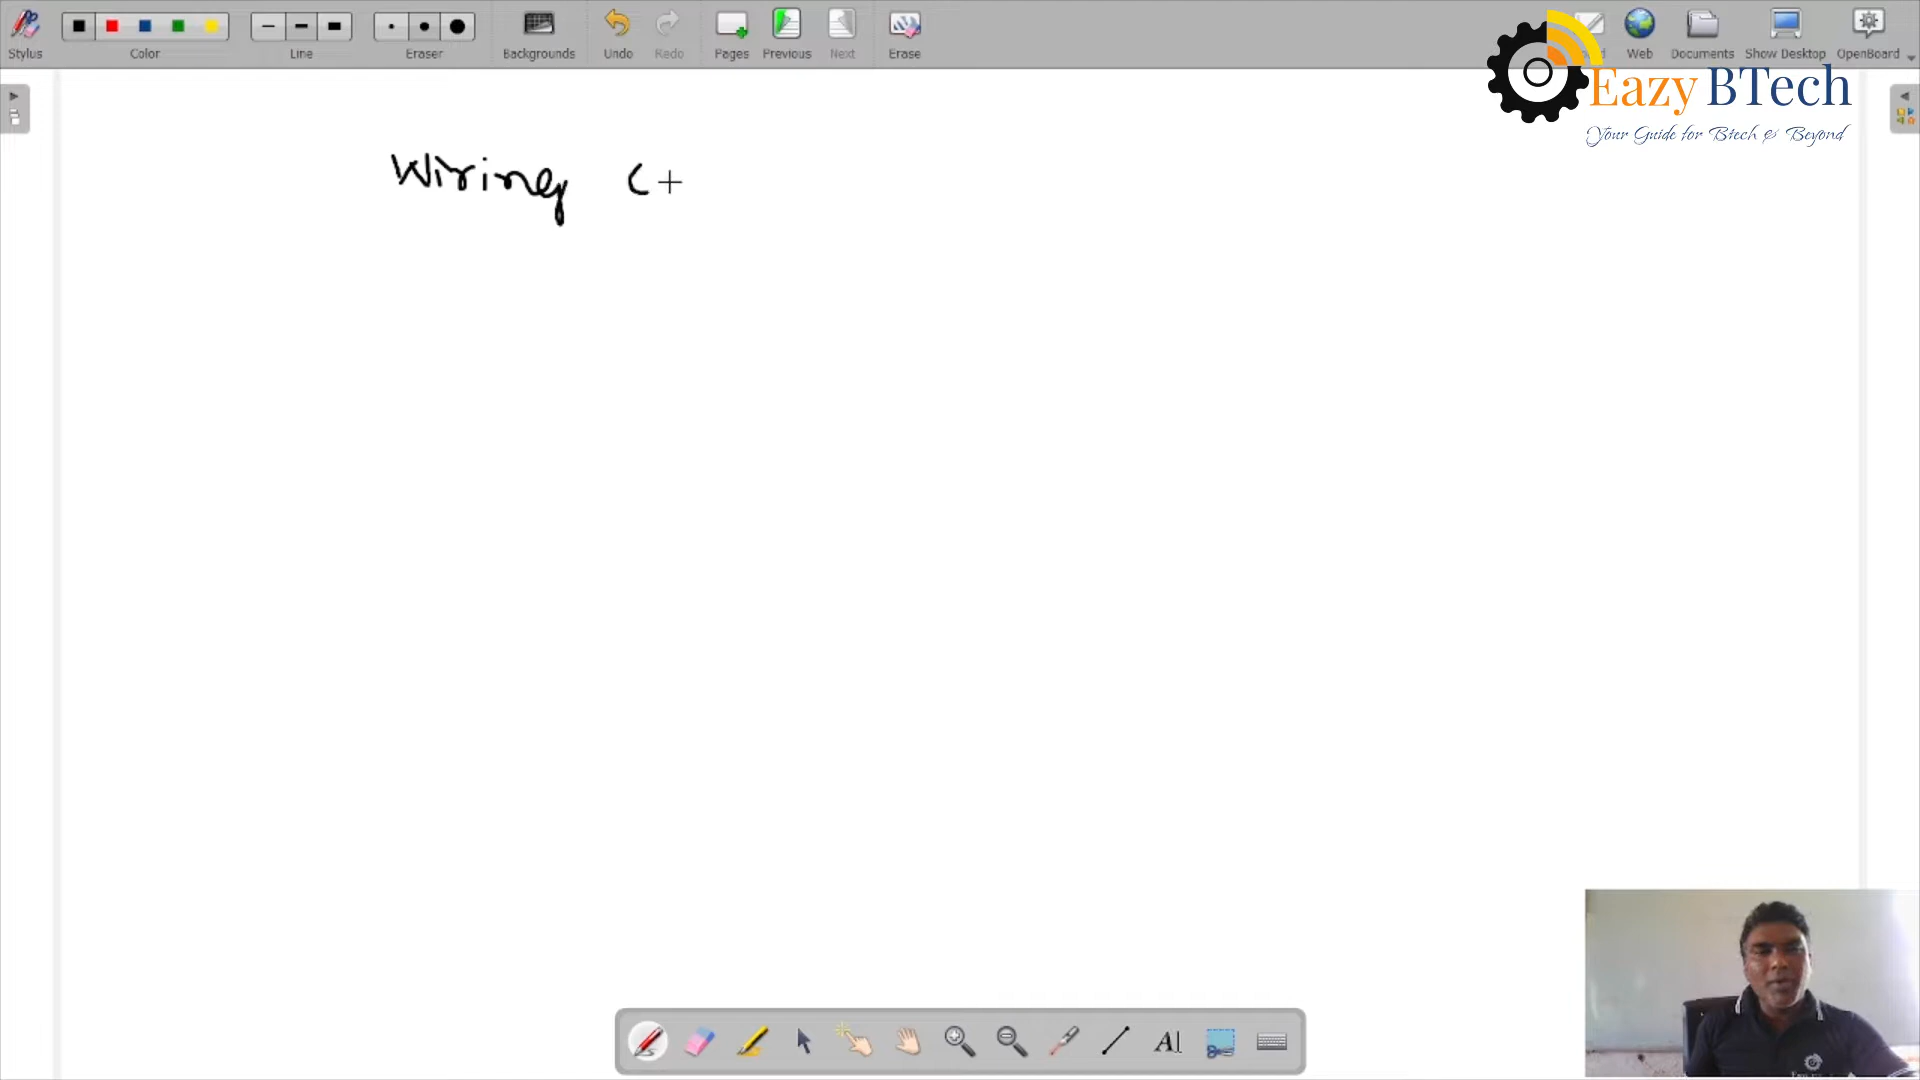 Stylus
Color
Line
Eraser
Backgrounds
Undo
Redo
Pages
Previous
Next
Erase
Web
Documents
Show Desktop
OpenBoard
Eazy BTech
Your Guide for Btech & Beyond
Wiring C
A